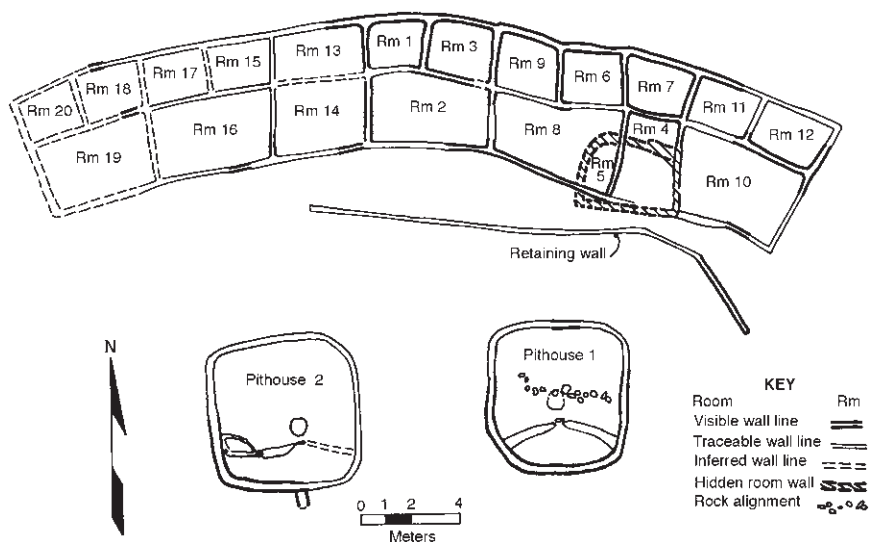 Rm 20
Rm 18
Rm 17
Rm 15
Rm 13
Rm 1
Rm 3
Rm 9
Rm 6
Rm 7
Rm 11
Rm 12
Rm 19
Rm 16
Rm 14
Rm 2
Rm 8
Rm 4
Rm
5
Rm 10
Retaining wall
N
Pithouse 2
Pithouse 1
KEY
Room Rm
Visible wall line
Traceable wall line
Inferred wall line
Hidden room wall
Rock alignment
0 1 2 4
Meters